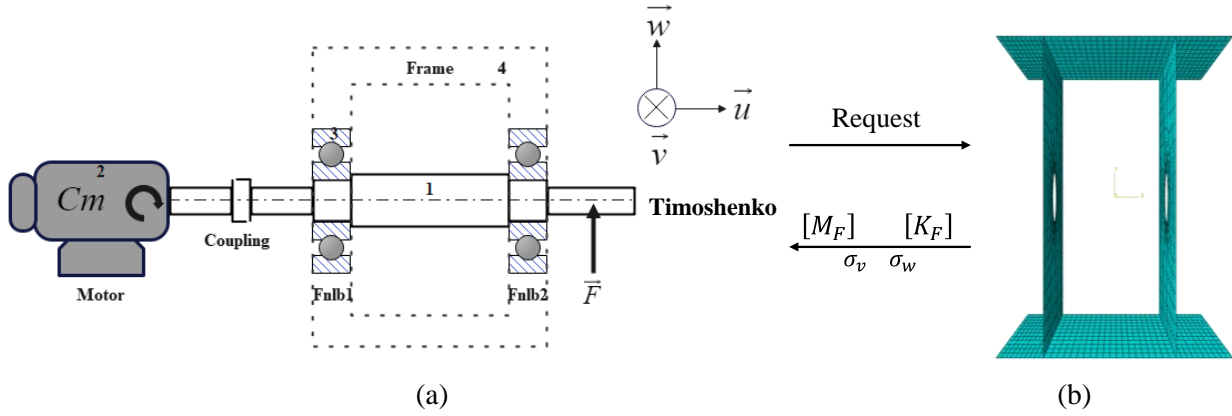 w
Frame 4
u
v
3
2
Cm
1
Coupling
Motor
Fnlb1
Fnlb2
F
Timoshenko
Request
[M_F] [K_F]
σ_v σ_w
(a)
(b)